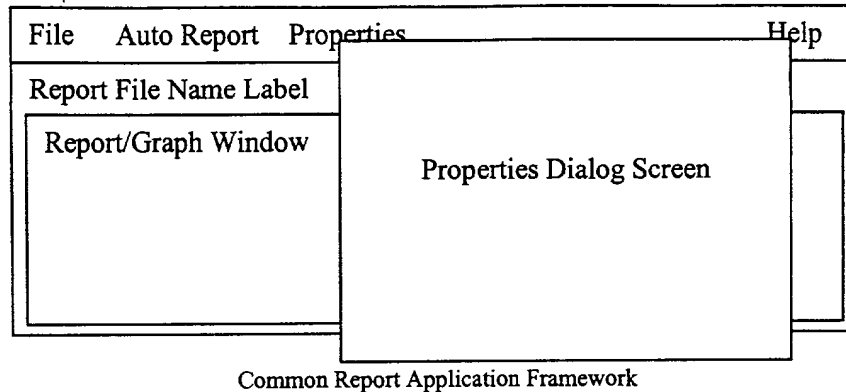 File Auto Report Properties Help
Report File Name Label
Report/Graph Window
Properties Dialog Screen
Common Report Application Framework